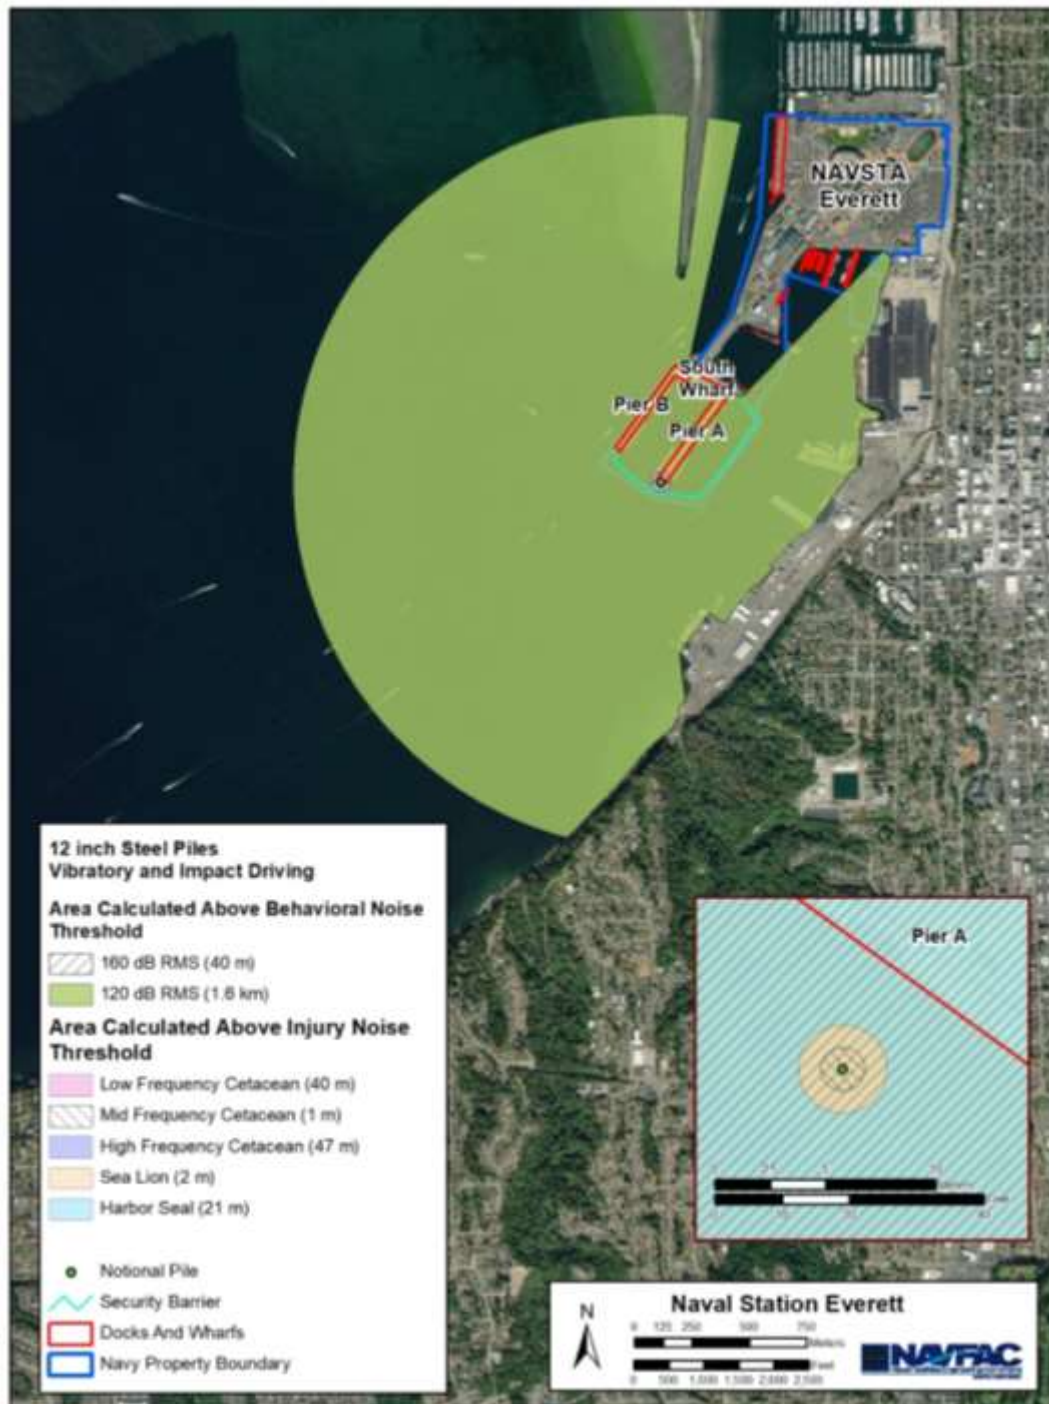 NAVSTA
Everett
South
Wharf
Pier B
Pier A
12 inch Steel Piles
Vibratory and Impact Driving
Area Calculated Above Behavioral Noise
Threshold
160 dB RMS (40 m)
120 dB RMS (1.6 km)
Area Calculated Above Injury Noise
Threshold
Low Frequency Cetacean (40 m)
Mid Frequency Cetacean (1 m)
High Frequency Cetacean (47 m)
Sea Lion (2 m)
Harbor Seal (21 m)
Notional Pile
Security Barrier
Docks And Wharfs
Navy Property Boundary
Pier A
Naval Station Everett
N
0 125 250 500 750
Meters
Feet
0 500 1,000 1,500 2,000 2,500
NAVFAC